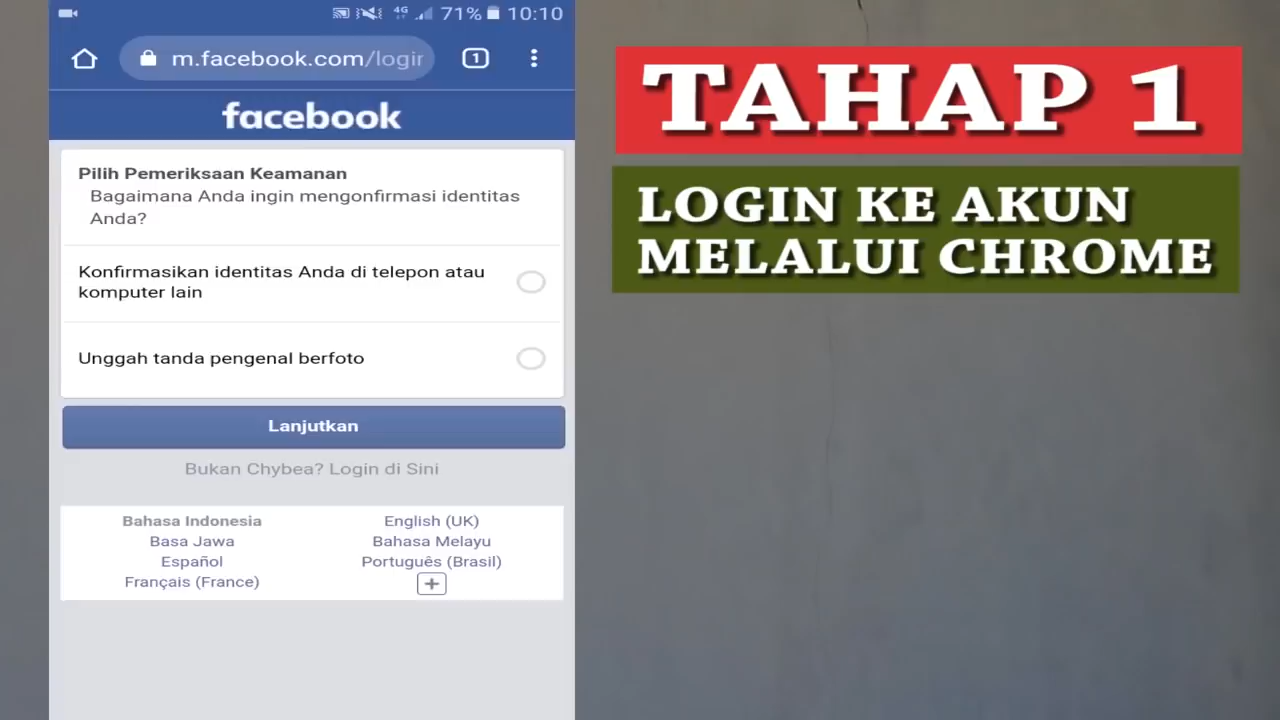 4G 71% 10:10
m.facebook.com/login
1
facebook
Pilih Pemeriksaan Keamanan
Bagaimana Anda ingin mengonfirmasi identitas
Anda?
Konfirmasikan identitas Anda di telepon atau
komputer lain
Unggah tanda pengenal berfoto
Lanjutkan
Bukan Chybea? Login di Sini
Bahasa Indonesia
English (UK)
Basa Jawa
Bahasa Melayu
Español
Português (Brasil)
Français (France)
+
TAHAP 1
LOGIN KE AKUN
MELALUI CHROME